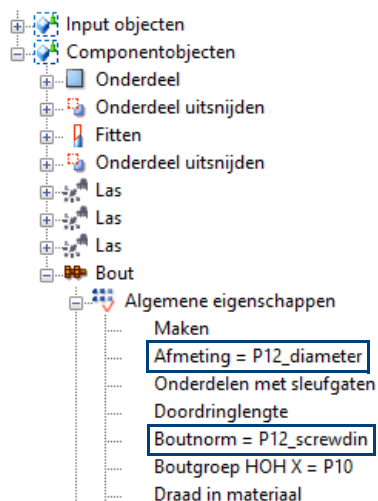 Input objecten
Componentobjecten
Onderdeel
Onderdeel uitsnijden
Fitten
Onderdeel uitsnijden
Las
Las
Las
Bout
Algemene eigenschappen
Maken
Afmeting = P12_diameter
Onderdelen met sleufgaten
Doordringlengte
Boutnorm = P12_screwdin
Boutgroep HOH X = P10
Draad in materiaal